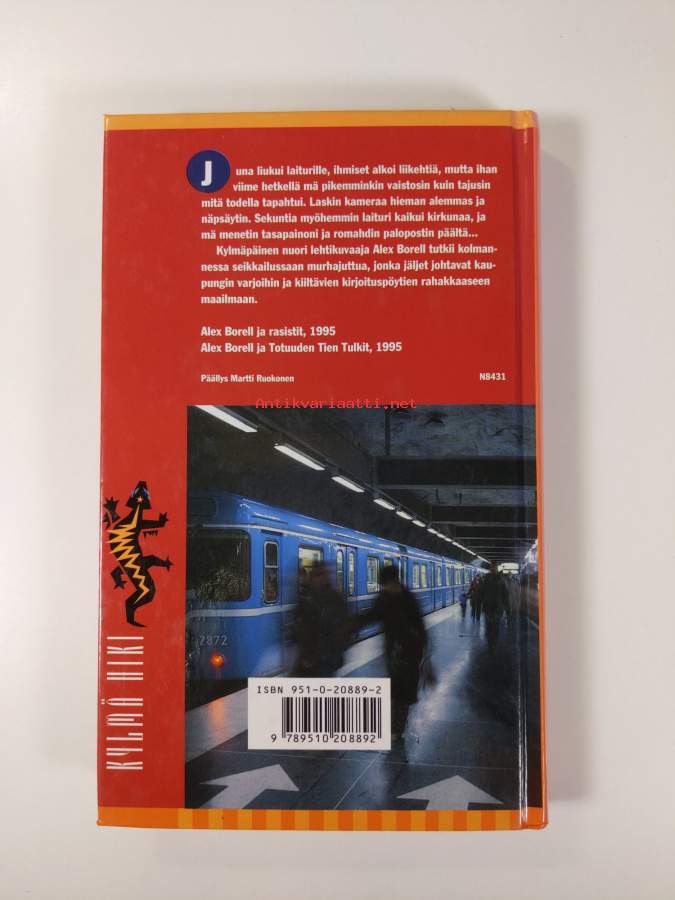 Juna liukui laiturille, ihmiset alkoi liikehtiä, mutta ihan
viime hetkellä mä pikemminkin vaistosin kuin tajusin
mitä todella tapahtui. Laskin kameraa hieman alemmas ja
näpsäytin. Sekuntia myöhemmin laituri kaikui kirkunaa, ja
mä menetin tasapainoni ja romahdin palopostin päältä...
Kylmäpäinen nuori lehtikuvaaja Alex Borell tutkii kolman-
nessa seikkailussaan murhajuttua, jonka jäljet johtavat kau-
pungin varjoihin ja kiiltävien kirjoituspöytien rahakkaaseen
maailmaan.
Alex Borell ja rasistit, 1995
Alex Borell ja Totuuden Tien Tulkit, 1995
Päällys Martti Ruokonen
N8431
Antikvariaatti.net
2872
KYLMÄ HIKI
ISBN 951-0-20889-2
9 789510 208892